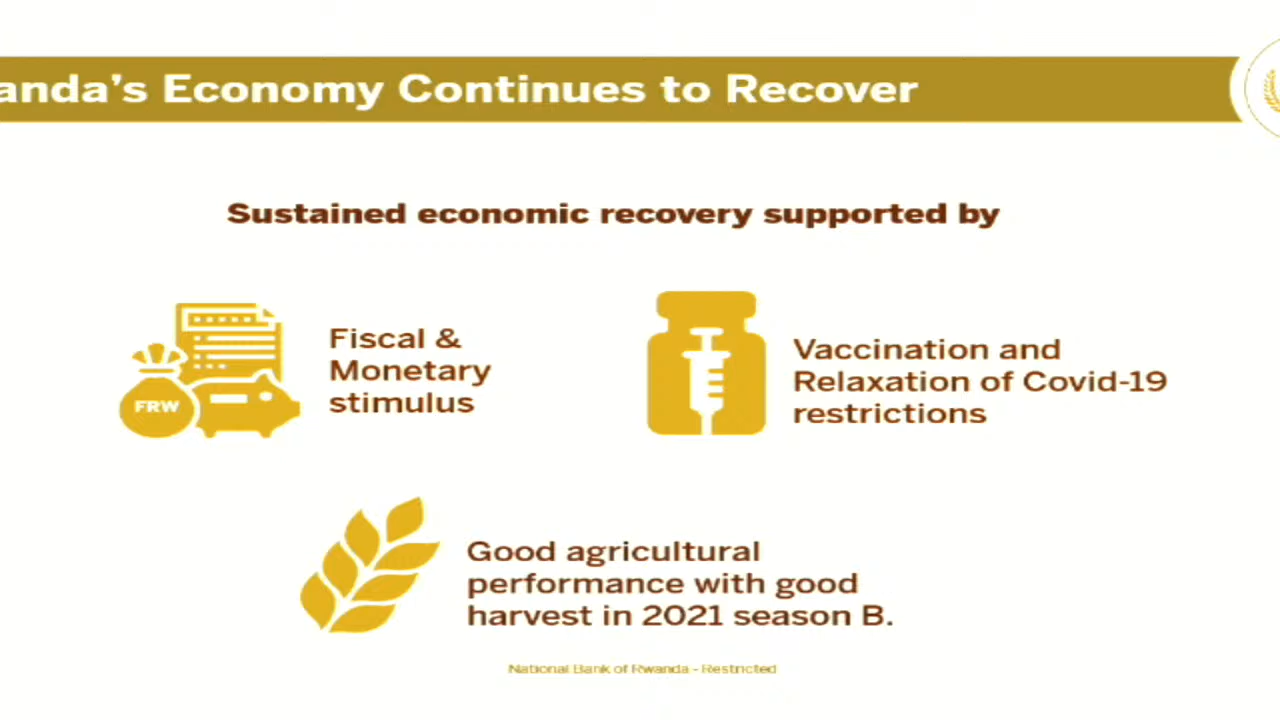 anda's Economy Continues to Recover
Sustained economic recovery supported by
FRW
Fiscal &
Monetary
stimulus
Vaccination and
Relaxation of Covid-19
restrictions
Good agricultural
performance with good
harvest in 2021 season B.
National Bank of Rwanda - Restricted